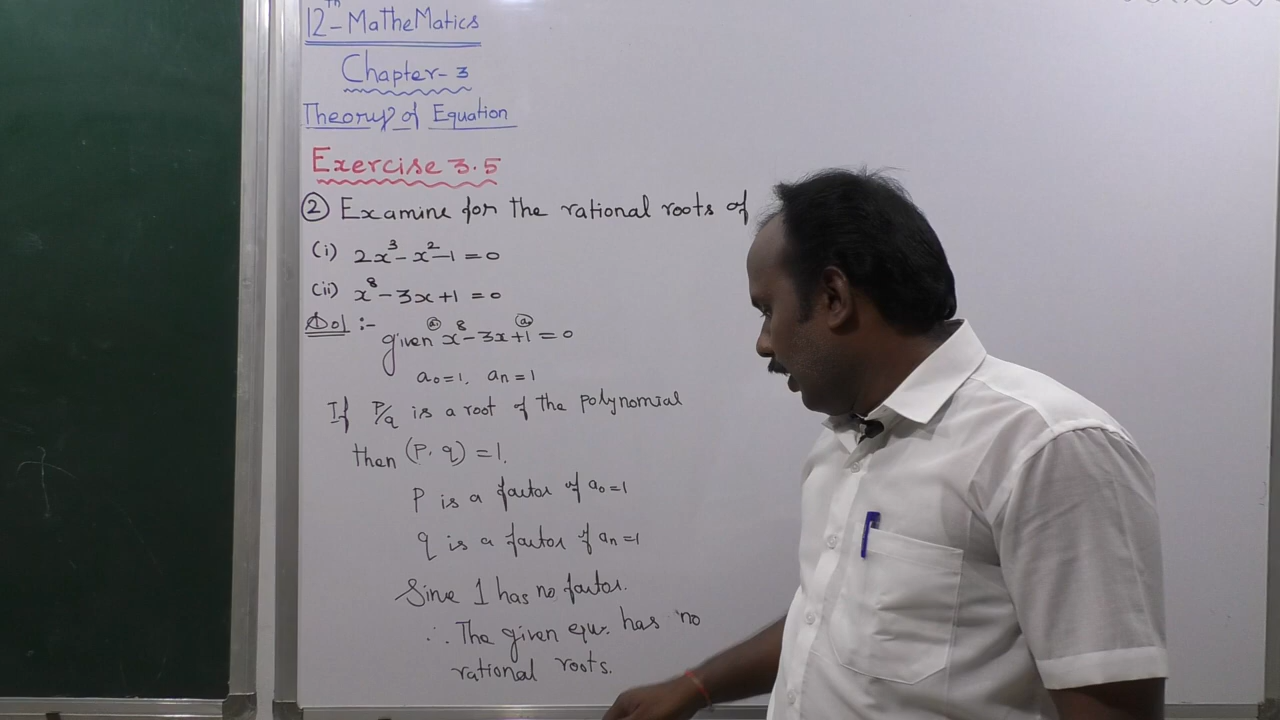 12th-MatheMatics
Chapter-3
Theory of Equation
Exercise 3.5
② Examine for the rational roots of
(i) 2x³-x²-1=0
(ii) x⁸-3x+1=0
Sol :-
given x⁸-3x+1=0
a₀=1, an=1
If P/q is a root of the polynomial
then (P, q)=1.
P is a factor of a₀=1
q is a factor of an=1
Since 1 has no factor.
∴ The given equ. has no
rational roots.